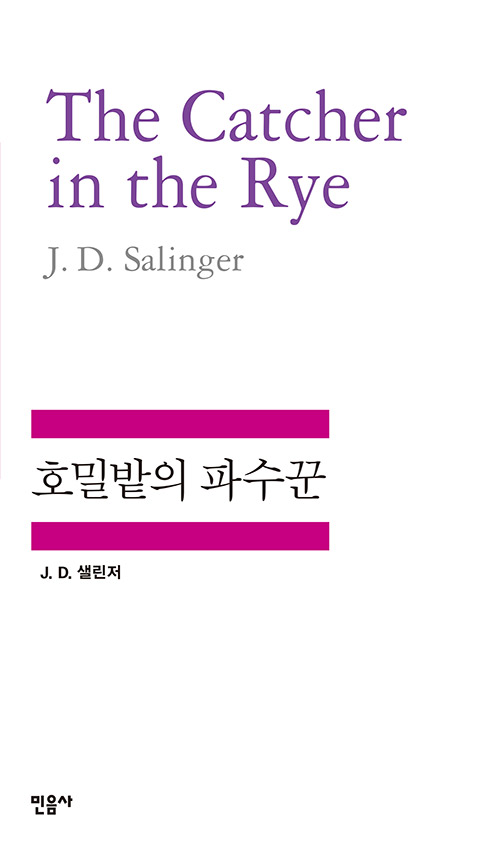 The Catcher
in the Rye
J. D. Salinger
호밀밭의 파수꾼
J. D. 샐린저
민음사